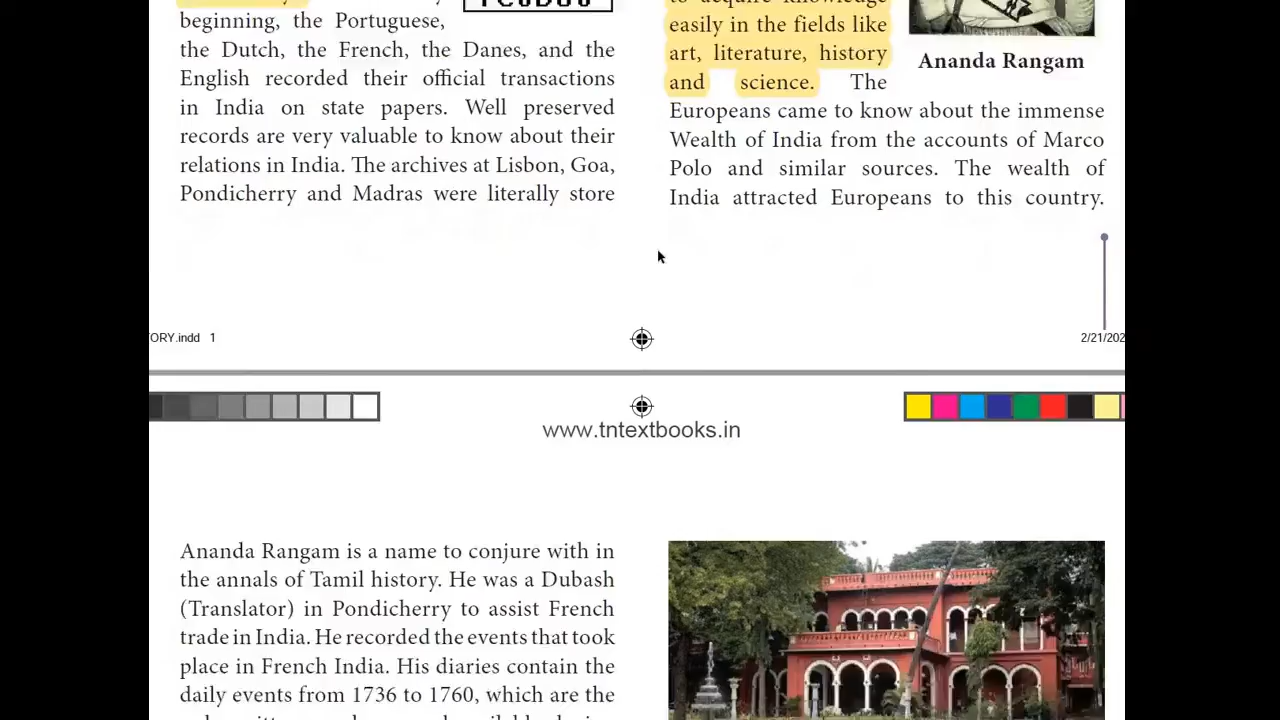 beginning, the Portuguese,
the Dutch, the French, the Danes, and the
English recorded their official transactions
in India on state papers. Well preserved
records are very valuable to know about their
relations in India. The archives at Lisbon, Goa,
Pondicherry and Madras were literally store
to acquire knowledge
easily in the fields like
art, literature, history
and science. The
Ananda Rangam
Europeans came to know about the immense
Wealth of India from the accounts of Marco
Polo and similar sources. The wealth of
India attracted Europeans to this country.
ORY.indd 1
2/21/202
www.tntextbooks.in
Ananda Rangam is a name to conjure with in
the annals of Tamil history. He was a Dubash
(Translator) in Pondicherry to assist French
trade in India. He recorded the events that took
place in French India. His diaries contain the
daily events from 1736 to 1760, which are the